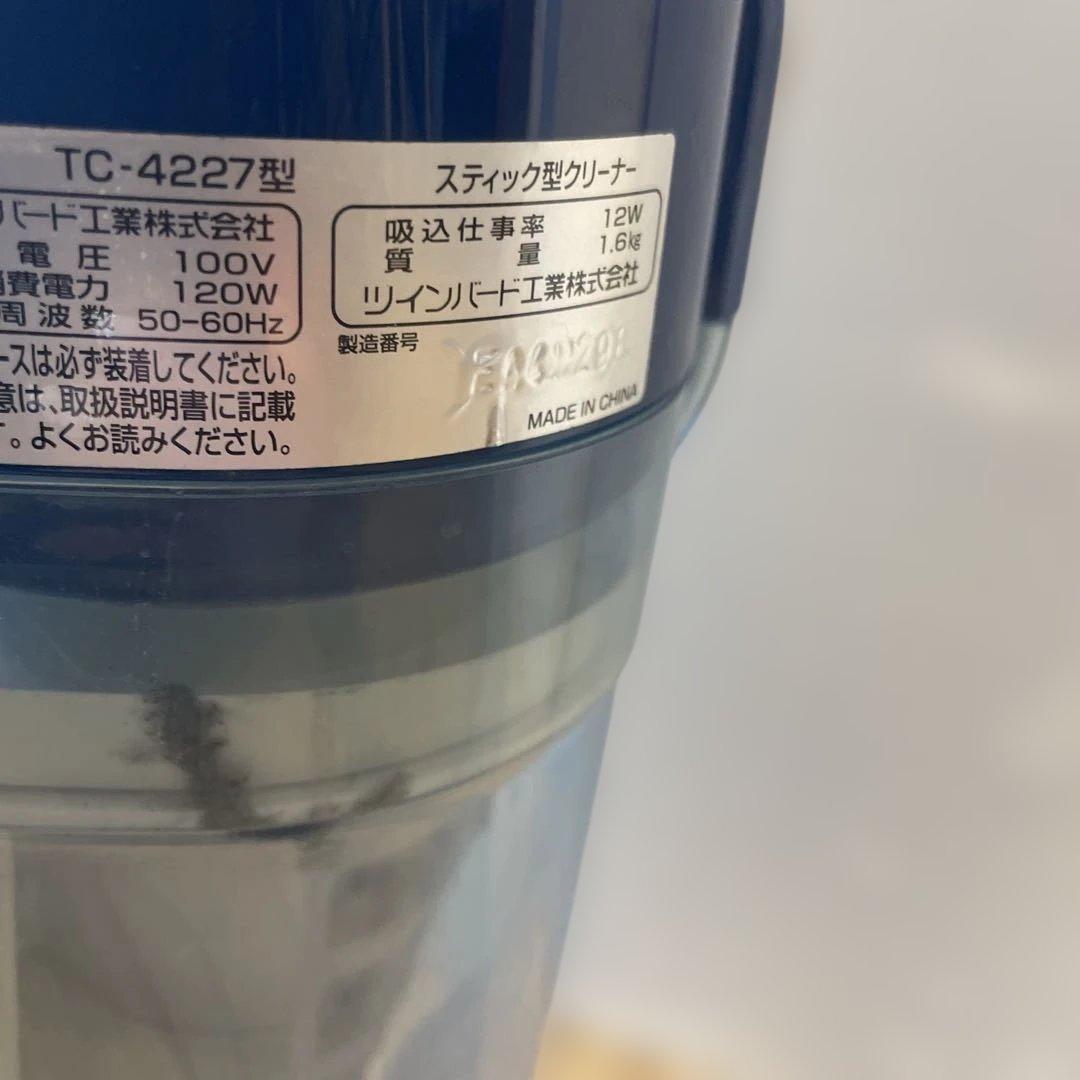 TC-4227型
スティック型クリーナー
バード工業株式会社
電圧 100V
消費電力 120W
周波数 50-60Hz
吸込仕事率 12W
質量 1.6kg
ツインバード工業株式会社
製造番号
ースは必ず装着してください。
意は、取扱説明書に記載
。よくお読みください。
MADE IN CHINA